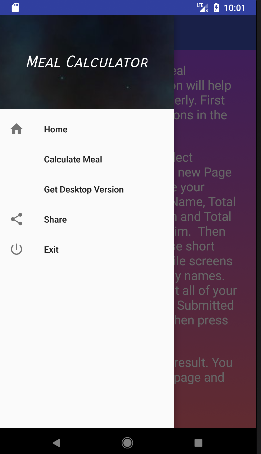 10:01
Meal Calculator
Home
Calculate Meal
Get Desktop Version
Share
Exit
eal
on will help
erly. First
ons in the
lect
new Page
e your
Name, Total
n and Total
im. Then
se short
ile screens
y names.
t all of your
Submitted
hen press
result. You
page and